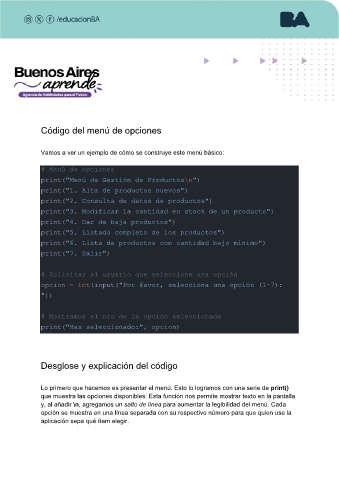 /educacionBA
BA
Buenos Aires
aprende
Agencia de Habilidades para el Futuro
Código del menú de opciones
Vamos a ver un ejemplo de cómo se construye este menú básico:
# Menú de opciones
print("Menú de Gestión de Productos\n")
print("1. Alta de productos nuevos")
print("2. Consulta de datos de productos")
print("3. Modificar la cantidad en stock de un producto")
print("4. Dar de baja productos")
print("5. Listado completo de los productos")
print("6. Lista de productos con cantidad bajo mínimo")
print("7. Salir")
# Solicitar al usuario que seleccione una opción
opcion = int(input("Por favor, selecciona una opción (1-7):
"))
# Mostramos el nro de la opción seleccionada
print("Has seleccionado:", opcion)
Desglose y explicación del código
Lo primero que hacemos es presentar el menú. Esto lo logramos con una serie de print()
que muestra las opciones disponibles. Esta función nos permite mostrar texto en la pantalla
y, al añadir \n, agregamos un salto de línea para aumentar la legibilidad del menú. Cada
opción se muestra en una línea separada con su respectivo número para que quien use la
aplicación sepa qué ítem elegir.